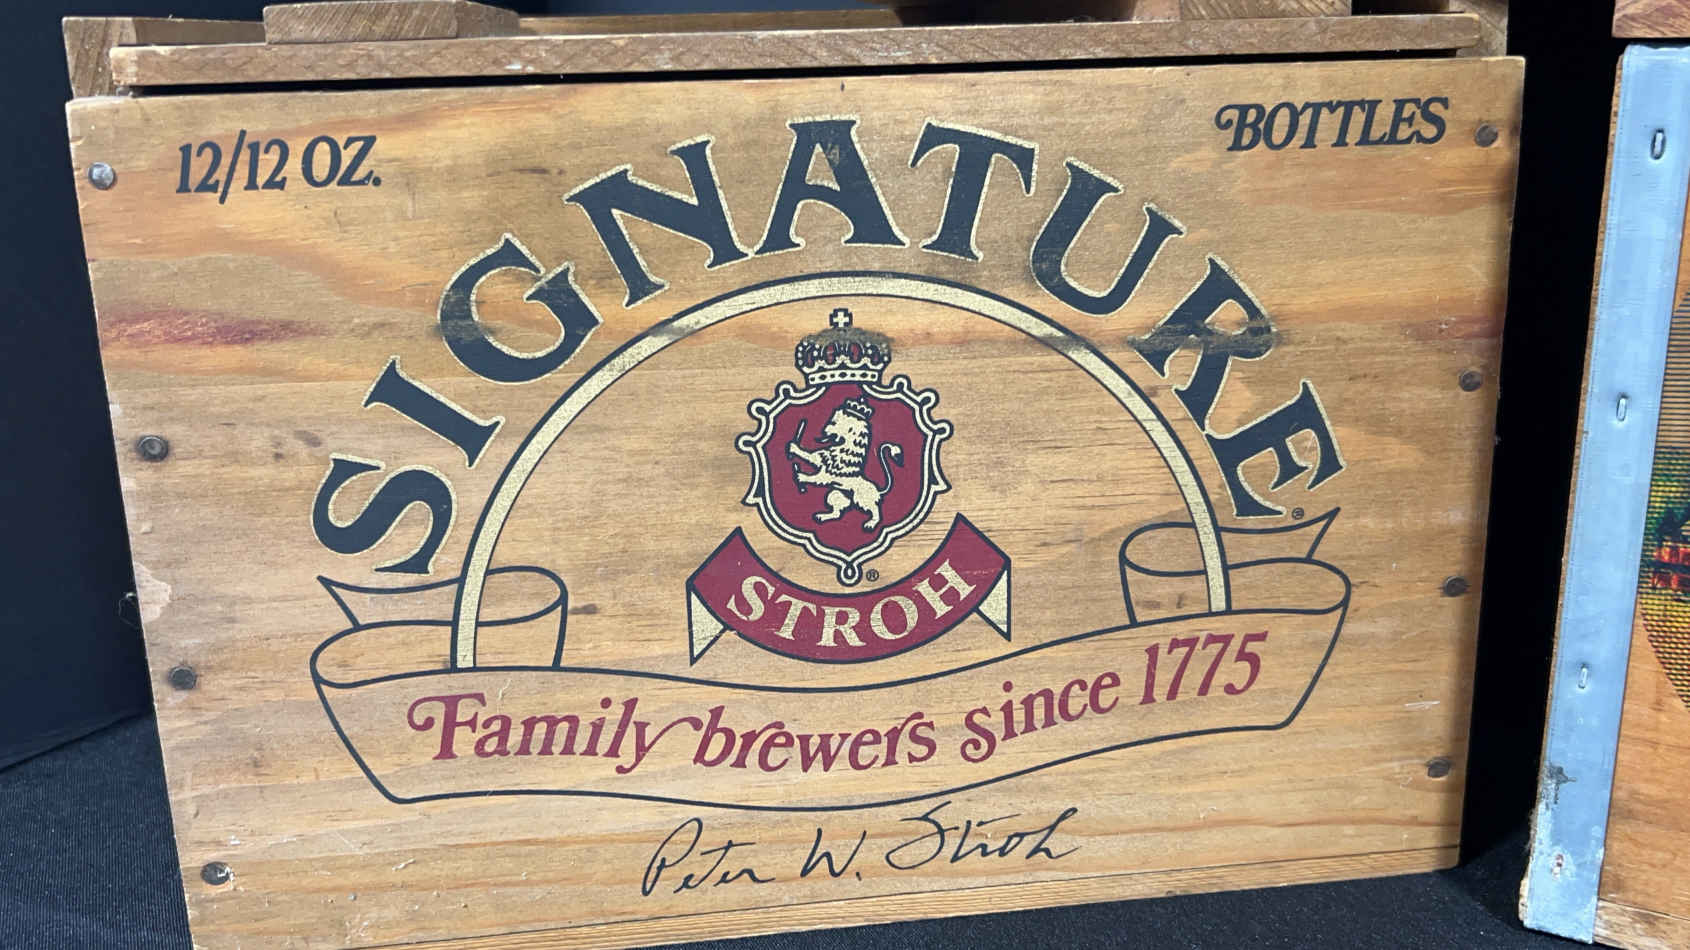 12/12 OZ.
BOTTLES
SIGNATURE®
STROH®
Family brewers since 1775
Peter W. Stroh